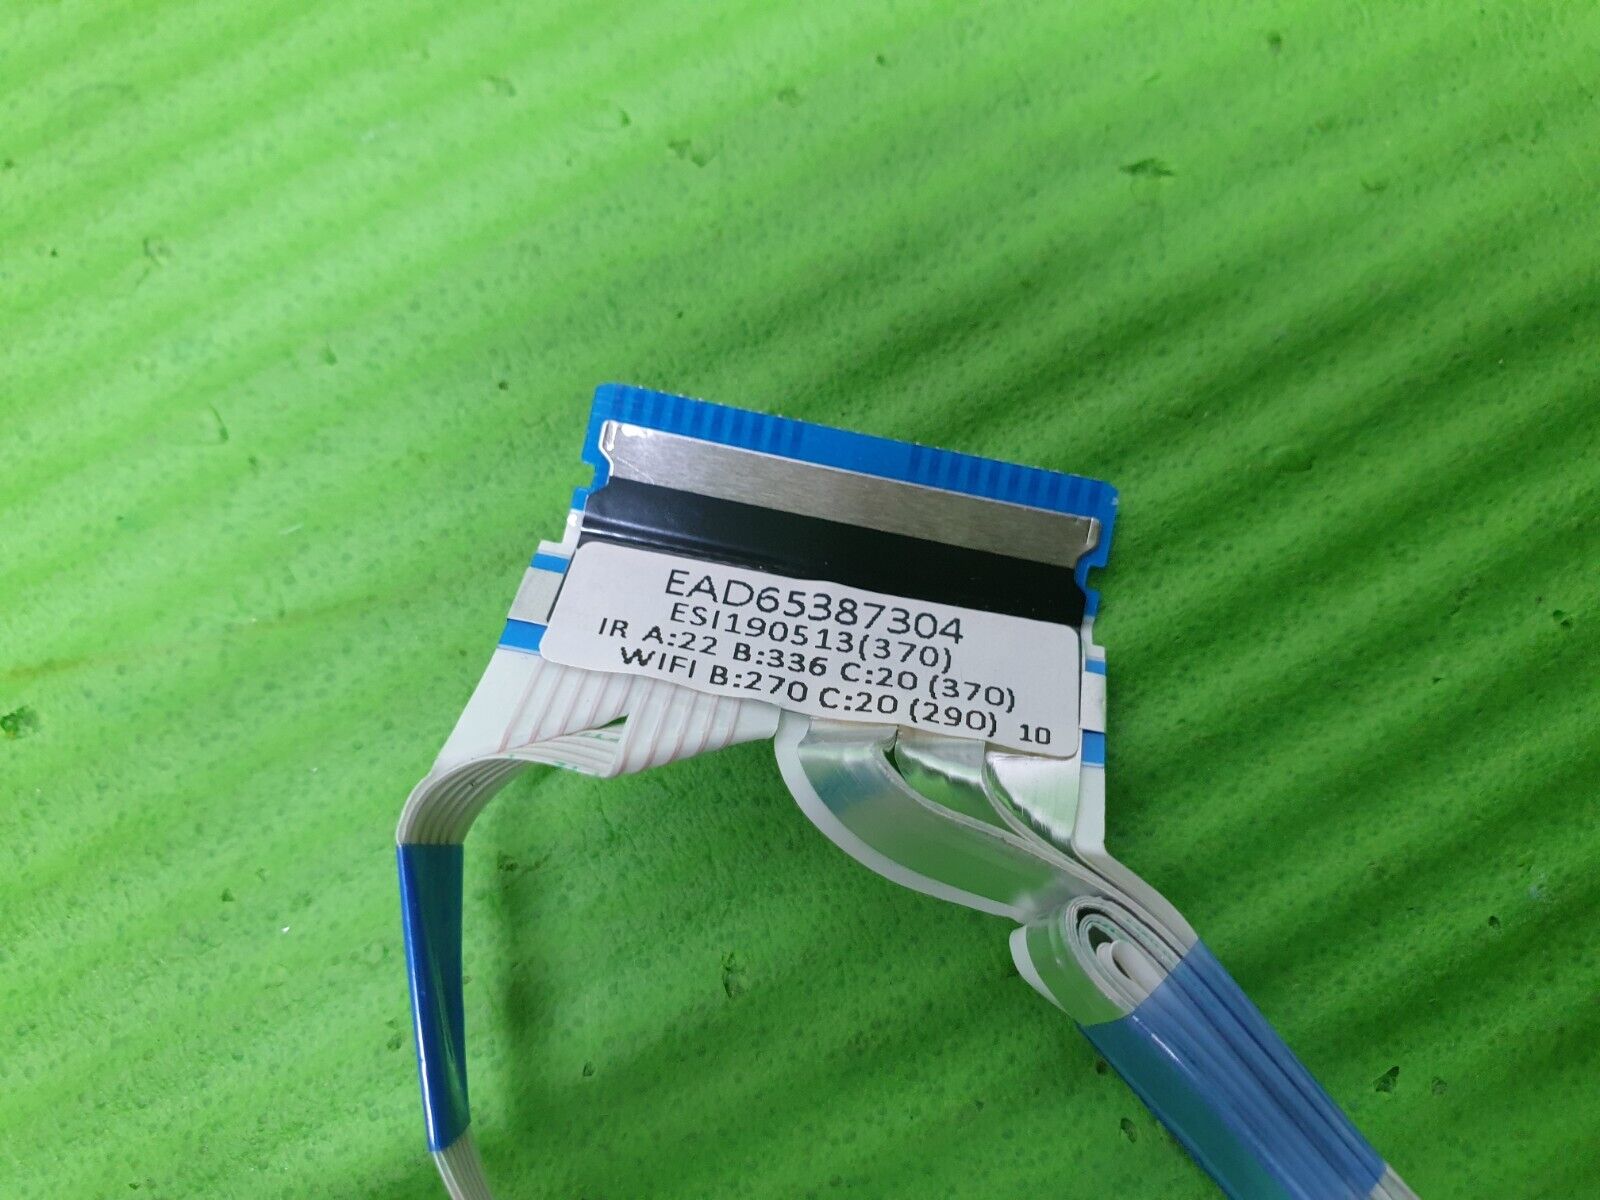 EAD65387304
ESI190513(370)
IR A:22 B:336 C:20 (370)
WIFI B:270 C:20 (290) 10